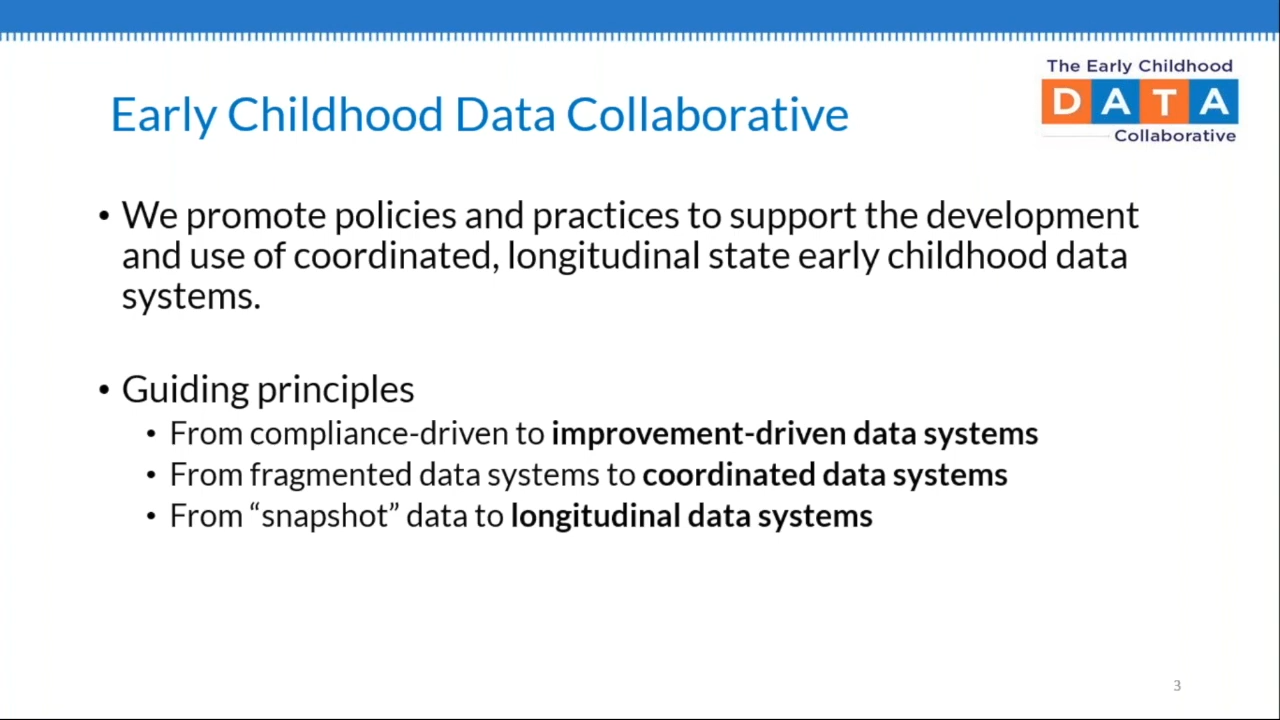 The Early Childhood
DATA
Collaborative
Early Childhood Data Collaborative
• We promote policies and practices to support the development
and use of coordinated, longitudinal state early childhood data
systems.
• Guiding principles
• From compliance-driven to improvement-driven data systems
• From fragmented data systems to coordinated data systems
• From “snapshot” data to longitudinal data systems
3